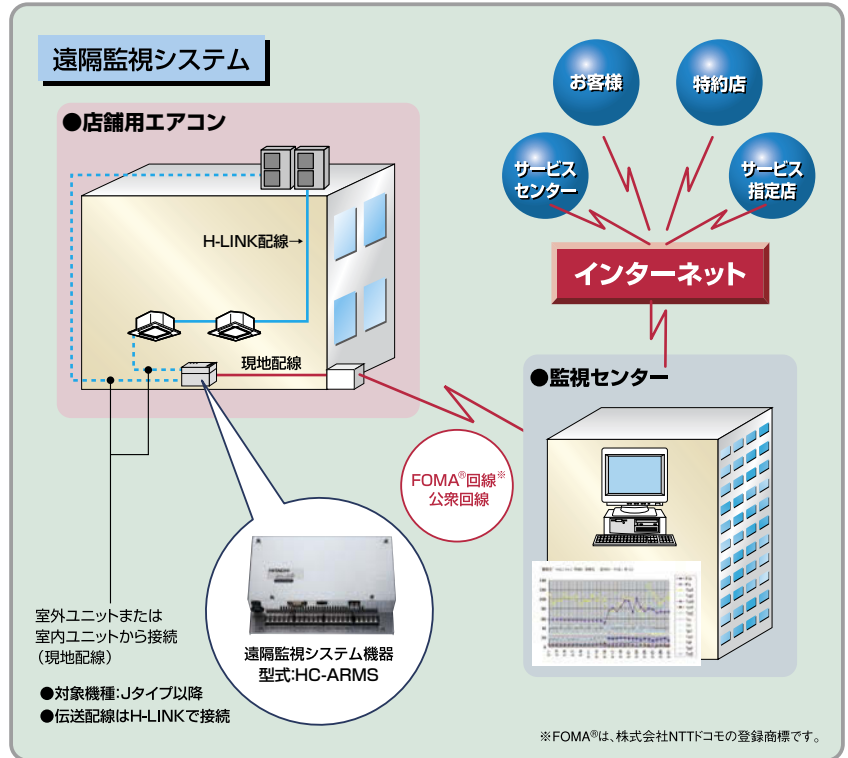 遠隔監視システム
●店舗用エアコン
H-LINK配線→
現地配線
お客様
特約店
サービス
センター
サービス
指定店
インターネット
●監視センター
FOMA®回線※
公衆回線
HITACHI
遠隔監視システム機器
型式:HC-ARMS
室外ユニットまたは
室内ユニットから接続
(現地配線)
●対象機種:Jタイプ以降
●伝送配線はH-LINKで接続
※FOMA®は、株式会社NTTドコモの登録商標です。